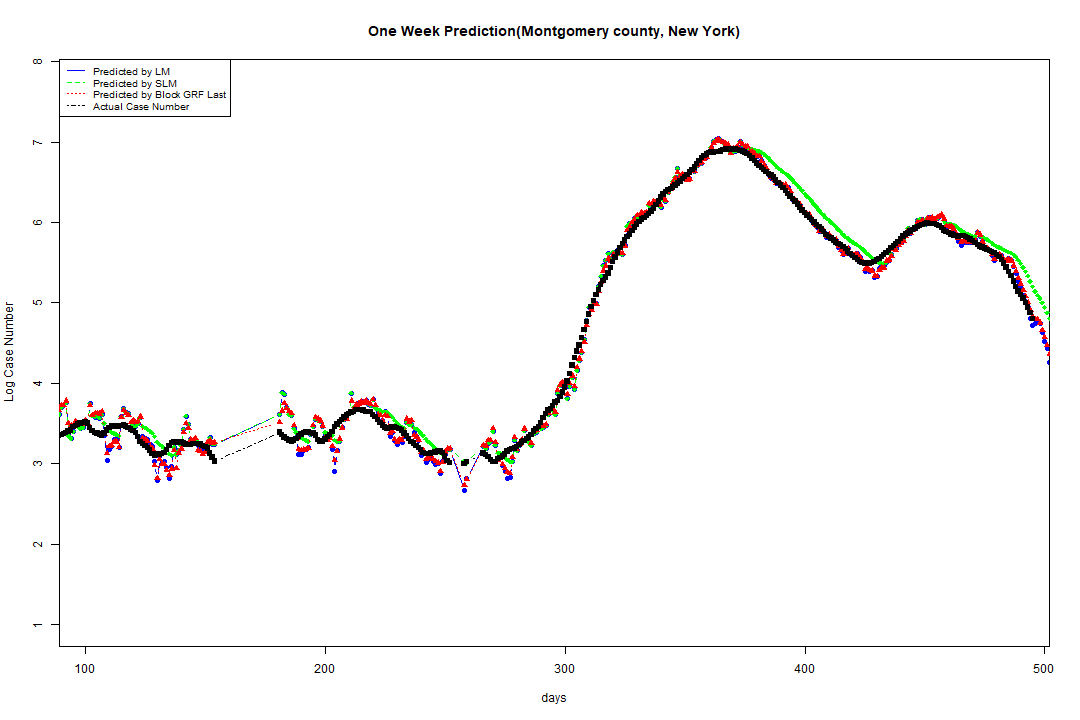 One Week Prediction(Montgomery county, New York)
Predicted by LM
Predicted by SLM
Predicted by Block GRF Last
Actual Case Number
8
7
6
5
4
3
2
1
Log Case Number
100 200 300 400 500
days